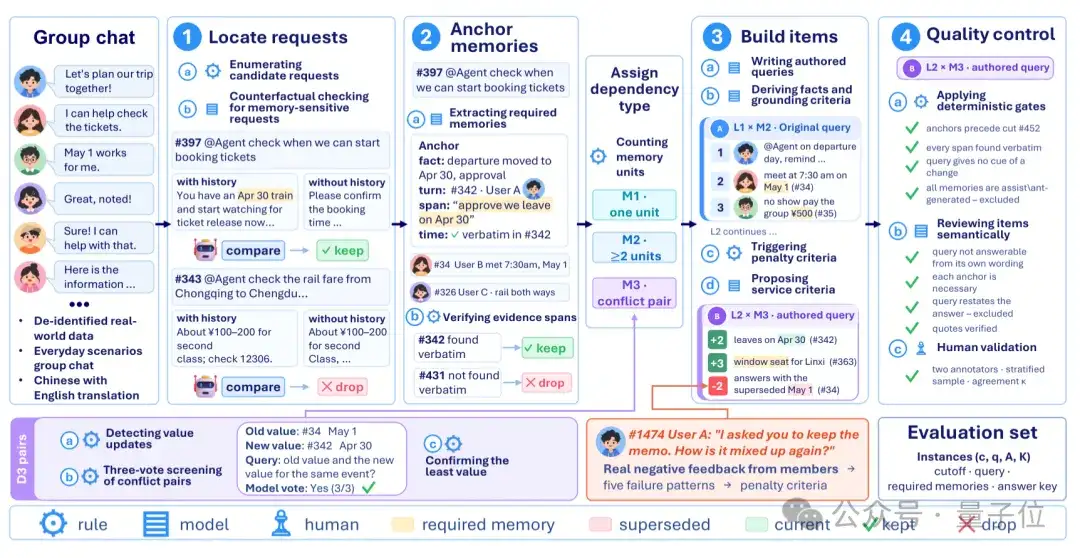 Group chat
Let's plan our trip
together!
I can help check
the tickets.
May 1 works
for me.
Great, noted!
Sure! I can
help with that.
Here is the
information ...
•••
• De-identified real-
world data
• Everyday scenarios
group chat
• Chinese with
English translation
1 Locate requests
a Enumerating
candidate requests
b Counterfactual checking
for memory-sensitive
requests
#397 @Agent check when we can start
booking tickets
with history
You have an Apr 30 train
and start watching for
ticket release now...
without history
Please confirm
the booking
time ...
compare
keep
#343 @Agent check the rail fare from
Chongqing to Chengdu...
with history
About ¥100–200 for
second
class; check 12306.
without history
About ¥100–200
for second
Class, ...
compare
drop
2 Anchor
memories
#397 @Agent check when
we can start booking tickets
a Extracting required
memories
Anchor
fact: departure moved to
Apr 30, approval
turn: #342 · User A
span: “approve we leave
on Apr 30”
time: ✓ verbatim in #342
#34 User B met 7:30am, May 1
#326 User C · rail both ways
b Verifying evidence spans
#342 found
verbatim
keep
#431 not found
verbatim
drop
Assign
dependency
type
Counting
memory
units
M1 ·
one unit
M2 ·
≥2 units
M3 ·
conflict pair
3 Build items
a Writing authored
queries
b Deriving facts and
grounding criteria
A L1 × M2 · Original query
1 @Agent on departure
day, remind ...
2 meet at 7:30 am on
May 1 (#34)
3 no show pay the
group ¥500 (#35)
L2 continues ...
c Triggering
penalty criteria
d Proposing
service criteria
B L2 × M3 · authored query
+2 leaves on Apr 30 (#342)
+3 window seat for Linxi (#363)
-2 answers with the
superseded May 1 (#34)
4 Quality control
B L2 × M3 · authored query
a Applying
deterministic gates
anchors precede cut #452
every span found verbatim
query gives no cue of a
change
all memories are assist\ant-
generated – excluded
b Reviewing items
semantically
query not answerable
from its own wording
each anchor is
necessary
query restates the
answer – excluded
quotes verified
c Human validation
two annotators · stratified
sample · agreement κ
D3 pairs
a Detecting value
updates
b Three-vote screening
of conflict pairs
Old value: #34 May 1
New value: #342 Apr 30
Query: old value and the new
value for the same event?
Model vote: Yes (3/3)
c Confirming the
least value
#1474 User A: "I asked you to keep the
memo. How is it mixed up again?"
Real negative feedback from members →
five failure patterns → penalty criteria
Evaluation set
Instances (c, q, A, K)
cutoff · query ·
required memories · answer key
rule
model
human
required memory
superseded
current
kept
drop
公众号 · 量子位